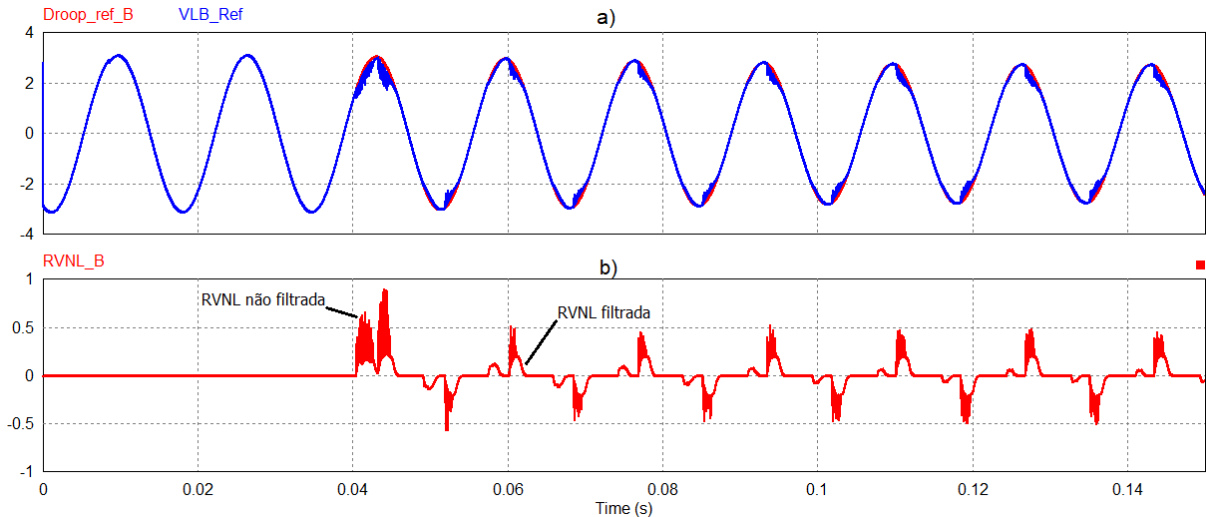 Droop_ref_B VLB_Ref a)
4
2
0
-2
-4
RVNL_B b)
1
RVNL não filtrada
RVNL filtrada
0.5
0
-0.5
-1
0 0.02 0.04 0.06 0.08 0.1 0.12 0.14
Time (s)